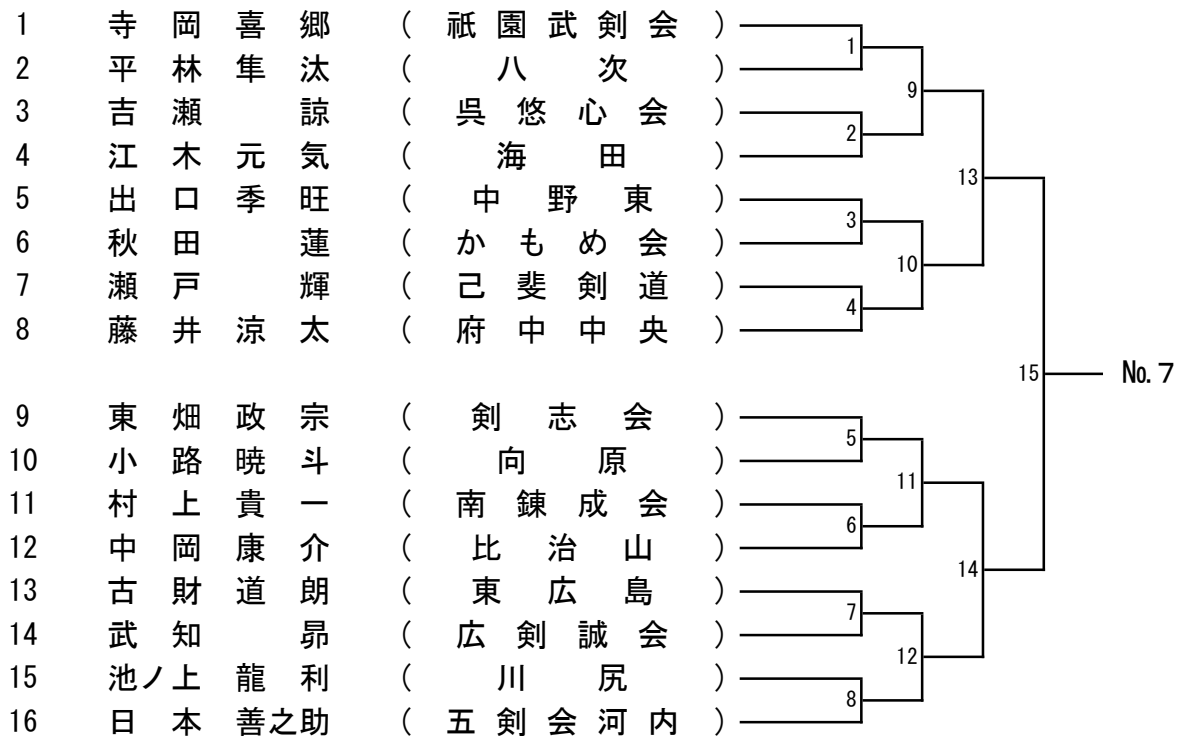 1 寺岡喜郷 (祇園武剣会) 1
2 平林隼汰 (八次)
9
3 吉瀬諒 (呉悠心会) 2
4 江木元気 (海田)
13
5 出口季旺 (中野東) 3
6 秋田蓮 (かもめ会)
10
7 瀬戸輝 (己斐剣道) 4
8 藤井涼太 (府中中央)
15 №.7
9 東畑政宗 (剣志会) 5
10 小路暁斗 (向原)
11
11 村上貴一 (南錬成会) 6
12 中岡康介 (比治山)
14
13 古財道朗 (東広島) 7
14 武知昴 (広剣誠会)
12
15 池ノ上龍利 (川尻) 8
16 日本善之助 (五剣会河内)